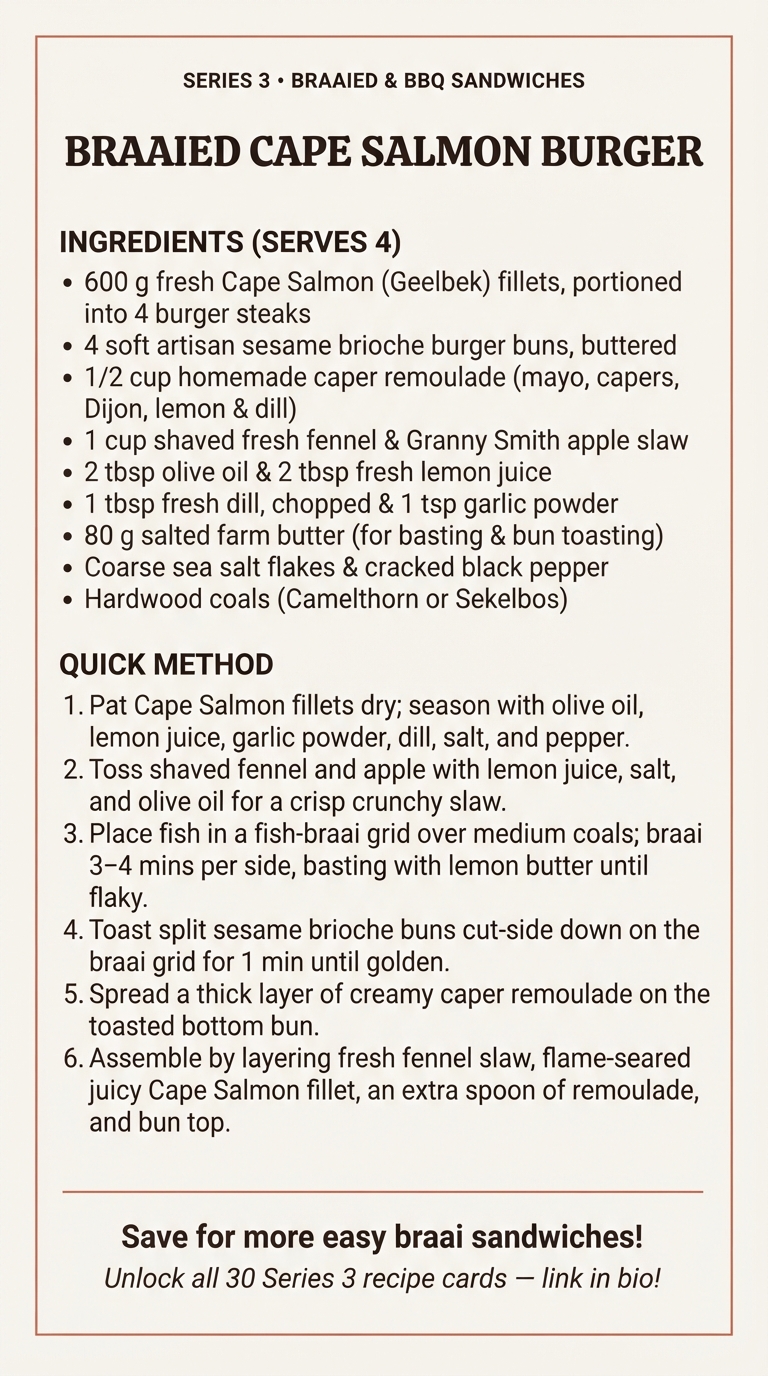 SERIES 3 • BRAAIED & BBQ SANDWICHES
BRAAIED CAPE SALMON BURGER
INGREDIENTS (SERVES 4)
• 600 g fresh Cape Salmon (Geelbek) fillets, portioned
into 4 burger steaks
• 4 soft artisan sesame brioche burger buns, buttered
• 1/2 cup homemade caper remoulade (mayo, capers,
Dijon, lemon & dill)
• 1 cup shaved fresh fennel & Granny Smith apple slaw
• 2 tbsp olive oil & 2 tbsp fresh lemon juice
• 1 tbsp fresh dill, chopped & 1 tsp garlic powder
• 80 g salted farm butter (for basting & bun toasting)
• Coarse sea salt flakes & cracked black pepper
• Hardwood coals (Camelthorn or Sekelbos)
QUICK METHOD
1. Pat Cape Salmon fillets dry; season with olive oil,
lemon juice, garlic powder, dill, salt, and pepper.
2. Toss shaved fennel and apple with lemon juice, salt,
and olive oil for a crisp crunchy slaw.
3. Place fish in a fish-braai grid over medium coals; braai
3–4 mins per side, basting with lemon butter until
flaky.
4. Toast split sesame brioche buns cut-side down on the
braai grid for 1 min until golden.
5. Spread a thick layer of creamy caper remoulade on the
toasted bottom bun.
6. Assemble by layering fresh fennel slaw, flame-seared
juicy Cape Salmon fillet, an extra spoon of remoulade,
and bun top.
Save for more easy braai sandwiches!
Unlock all 30 Series 3 recipe cards — link in bio!